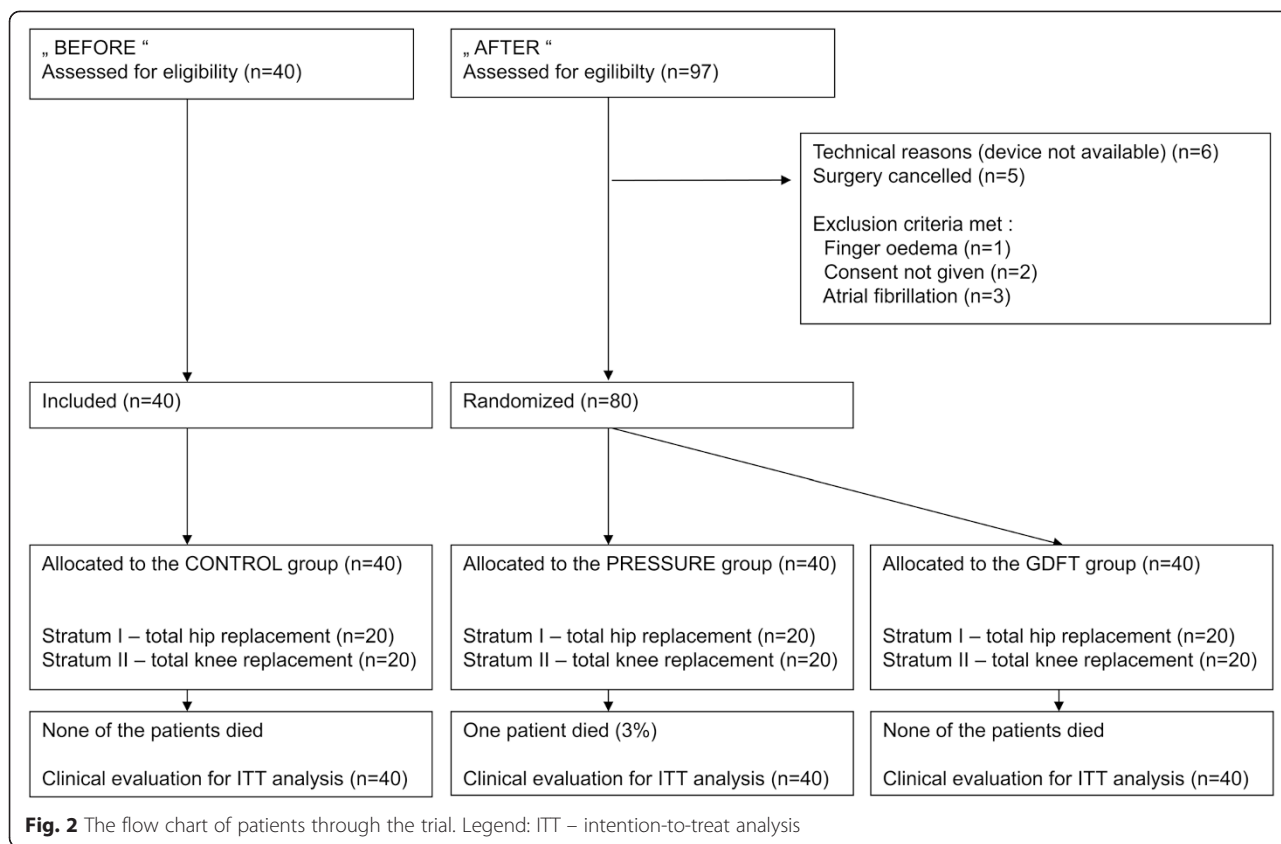 „ BEFORE “
Assessed for eligibility (n=40)
„ AFTER “
Assessed for egilibilty (n=97)
Technical reasons (device not available) (n=6)
Surgery cancelled (n=5)
Exclusion criteria met :
Finger oedema (n=1)
Consent not given (n=2)
Atrial fibrillation (n=3)
Included (n=40)
Randomized (n=80)
Allocated to the CONTROL group (n=40)
Stratum I – total hip replacement (n=20)
Stratum II – total knee replacement (n=20)
Allocated to the PRESSURE group (n=40)
Stratum I – total hip replacement (n=20)
Stratum II – total knee replacement (n=20)
Allocated to the GDFT group (n=40)
Stratum I – total hip replacement (n=20)
Stratum II – total knee replacement (n=20)
None of the patients died
Clinical evaluation for ITT analysis (n=40)
One patient died (3%)
Clinical evaluation for ITT analysis (n=40)
None of the patients died
Clinical evaluation for ITT analysis (n=40)
Fig. 2 The flow chart of patients through the trial. Legend: ITT – intention-to-treat analysis